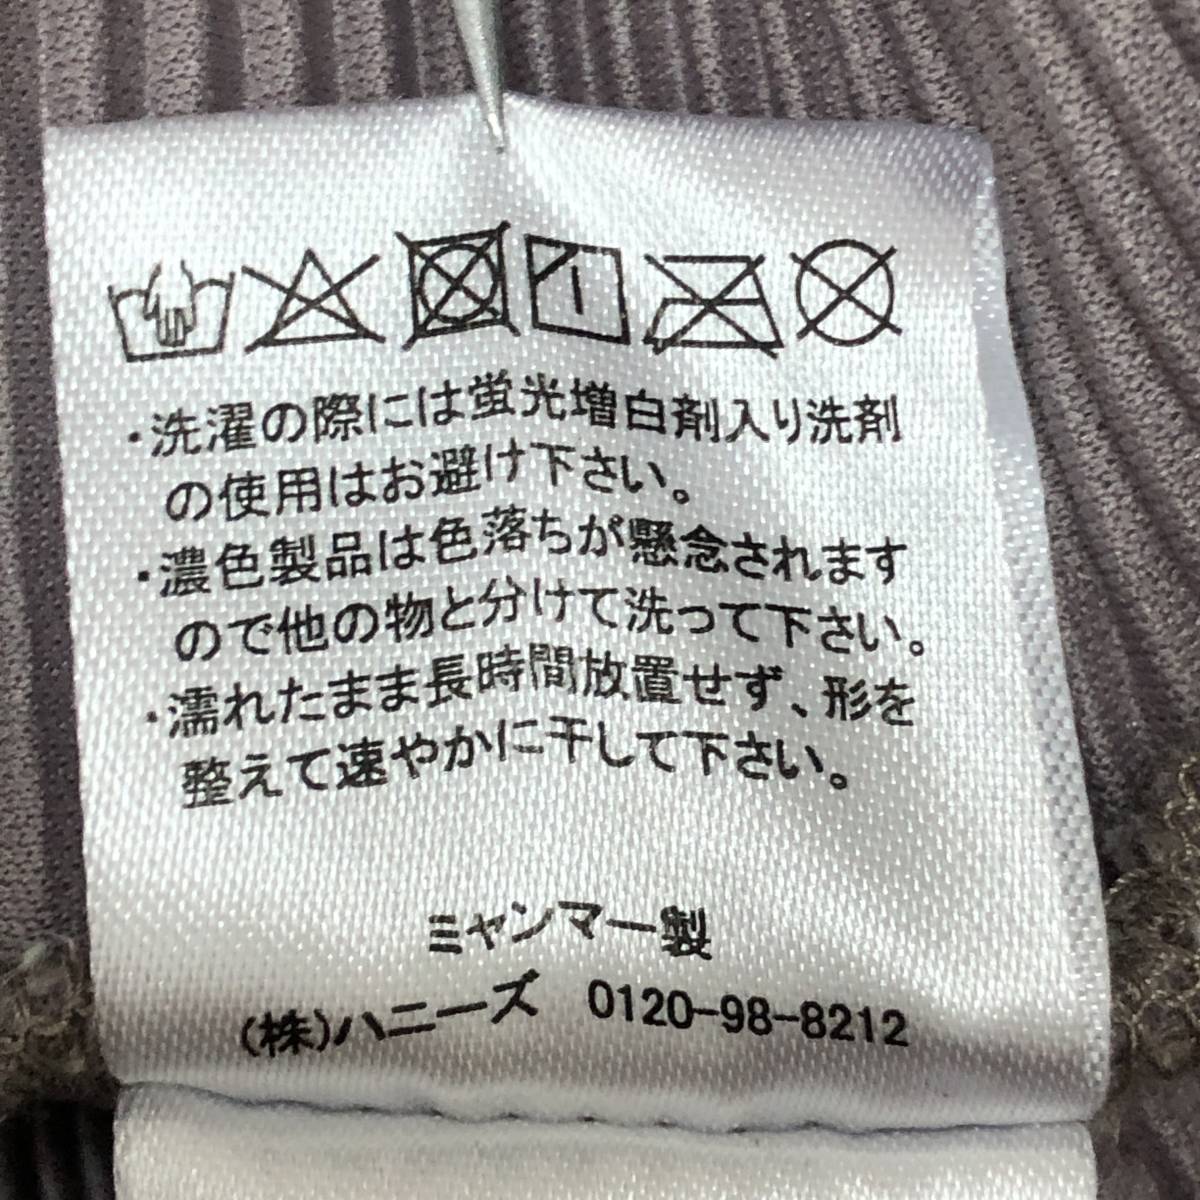 ・洗濯の際には蛍光増白剤入り洗剤
の使用はお避け下さい。
・濃色製品は色落ちが懸念されます
ので他の物と分けて洗って下さい。
・濡れたまま長時間放置せず、形を
整えて速やかに干して下さい。
ミャンマー製
(株)ハニーズ 0120-98-8212